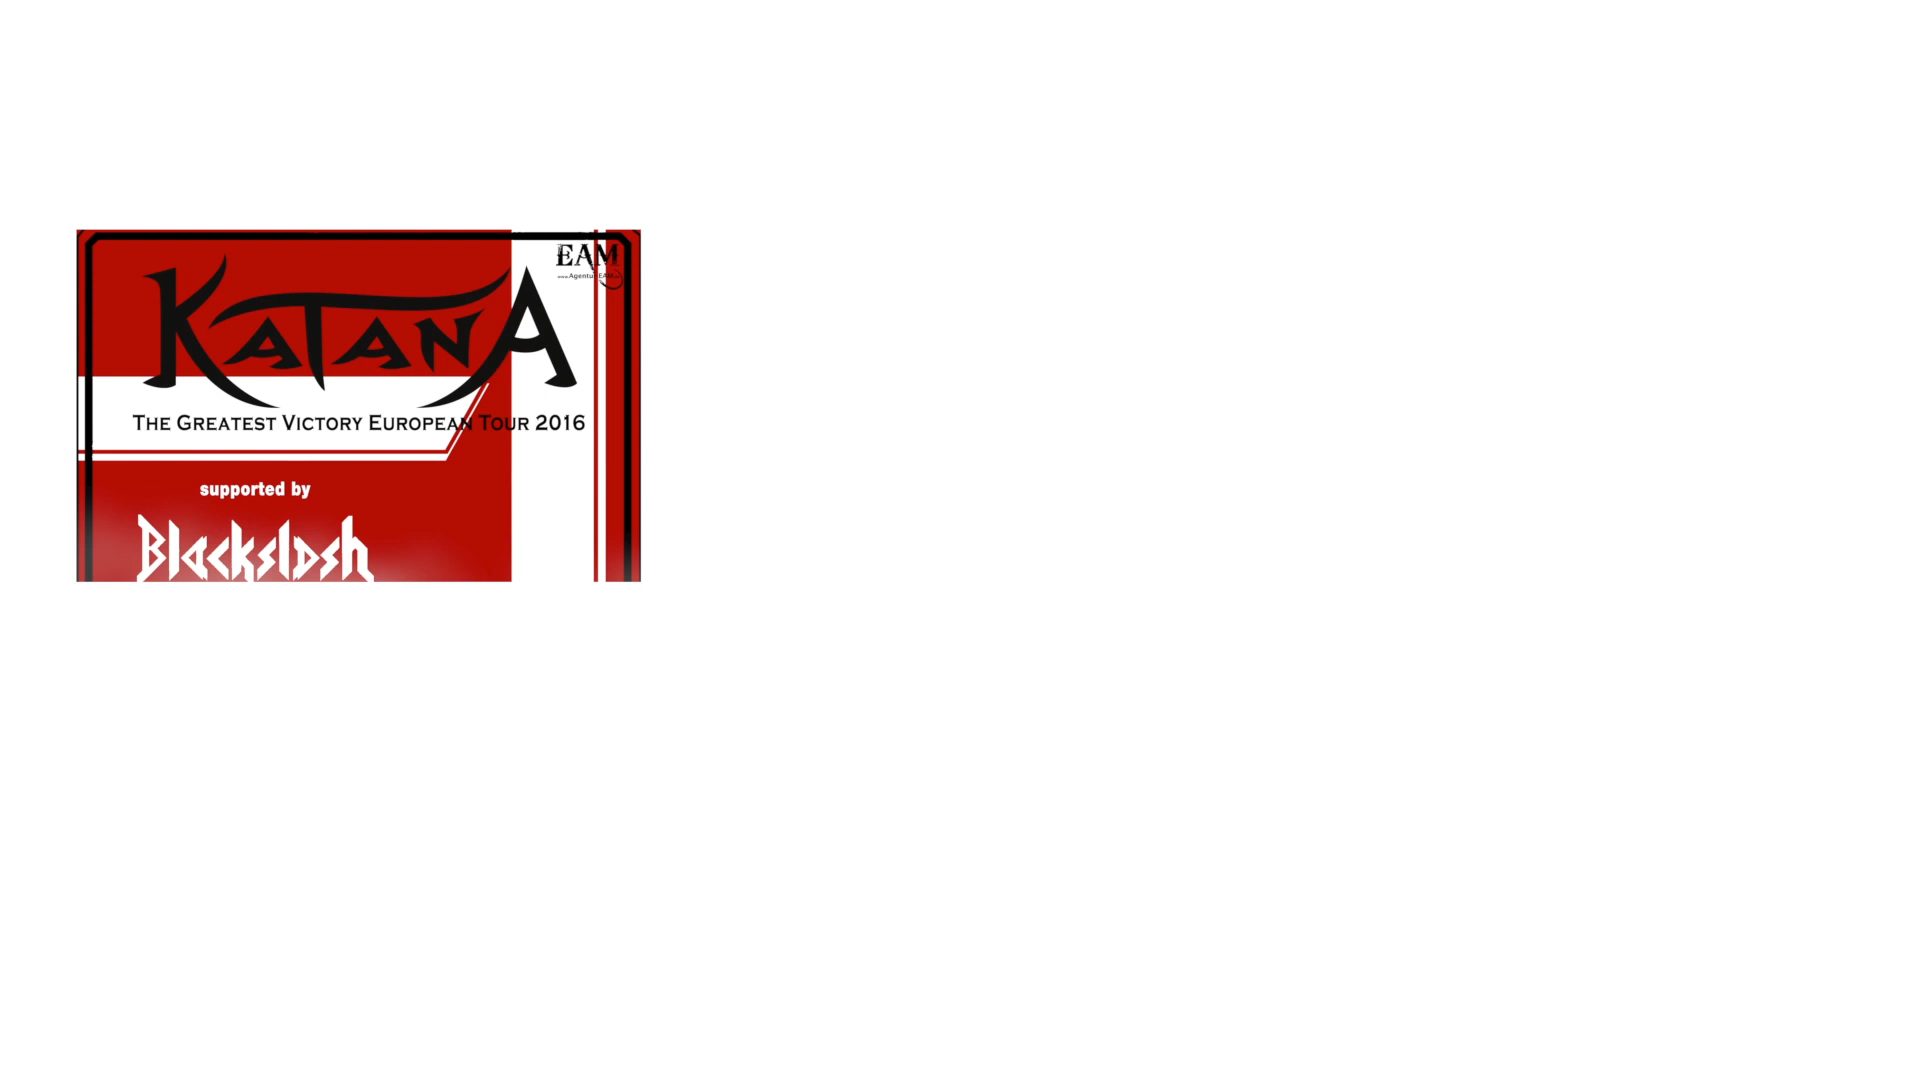 EAM
KATANA
THE GREATEST VICTORY EUROPEAN TOUR 2016
supported by
Blackslash